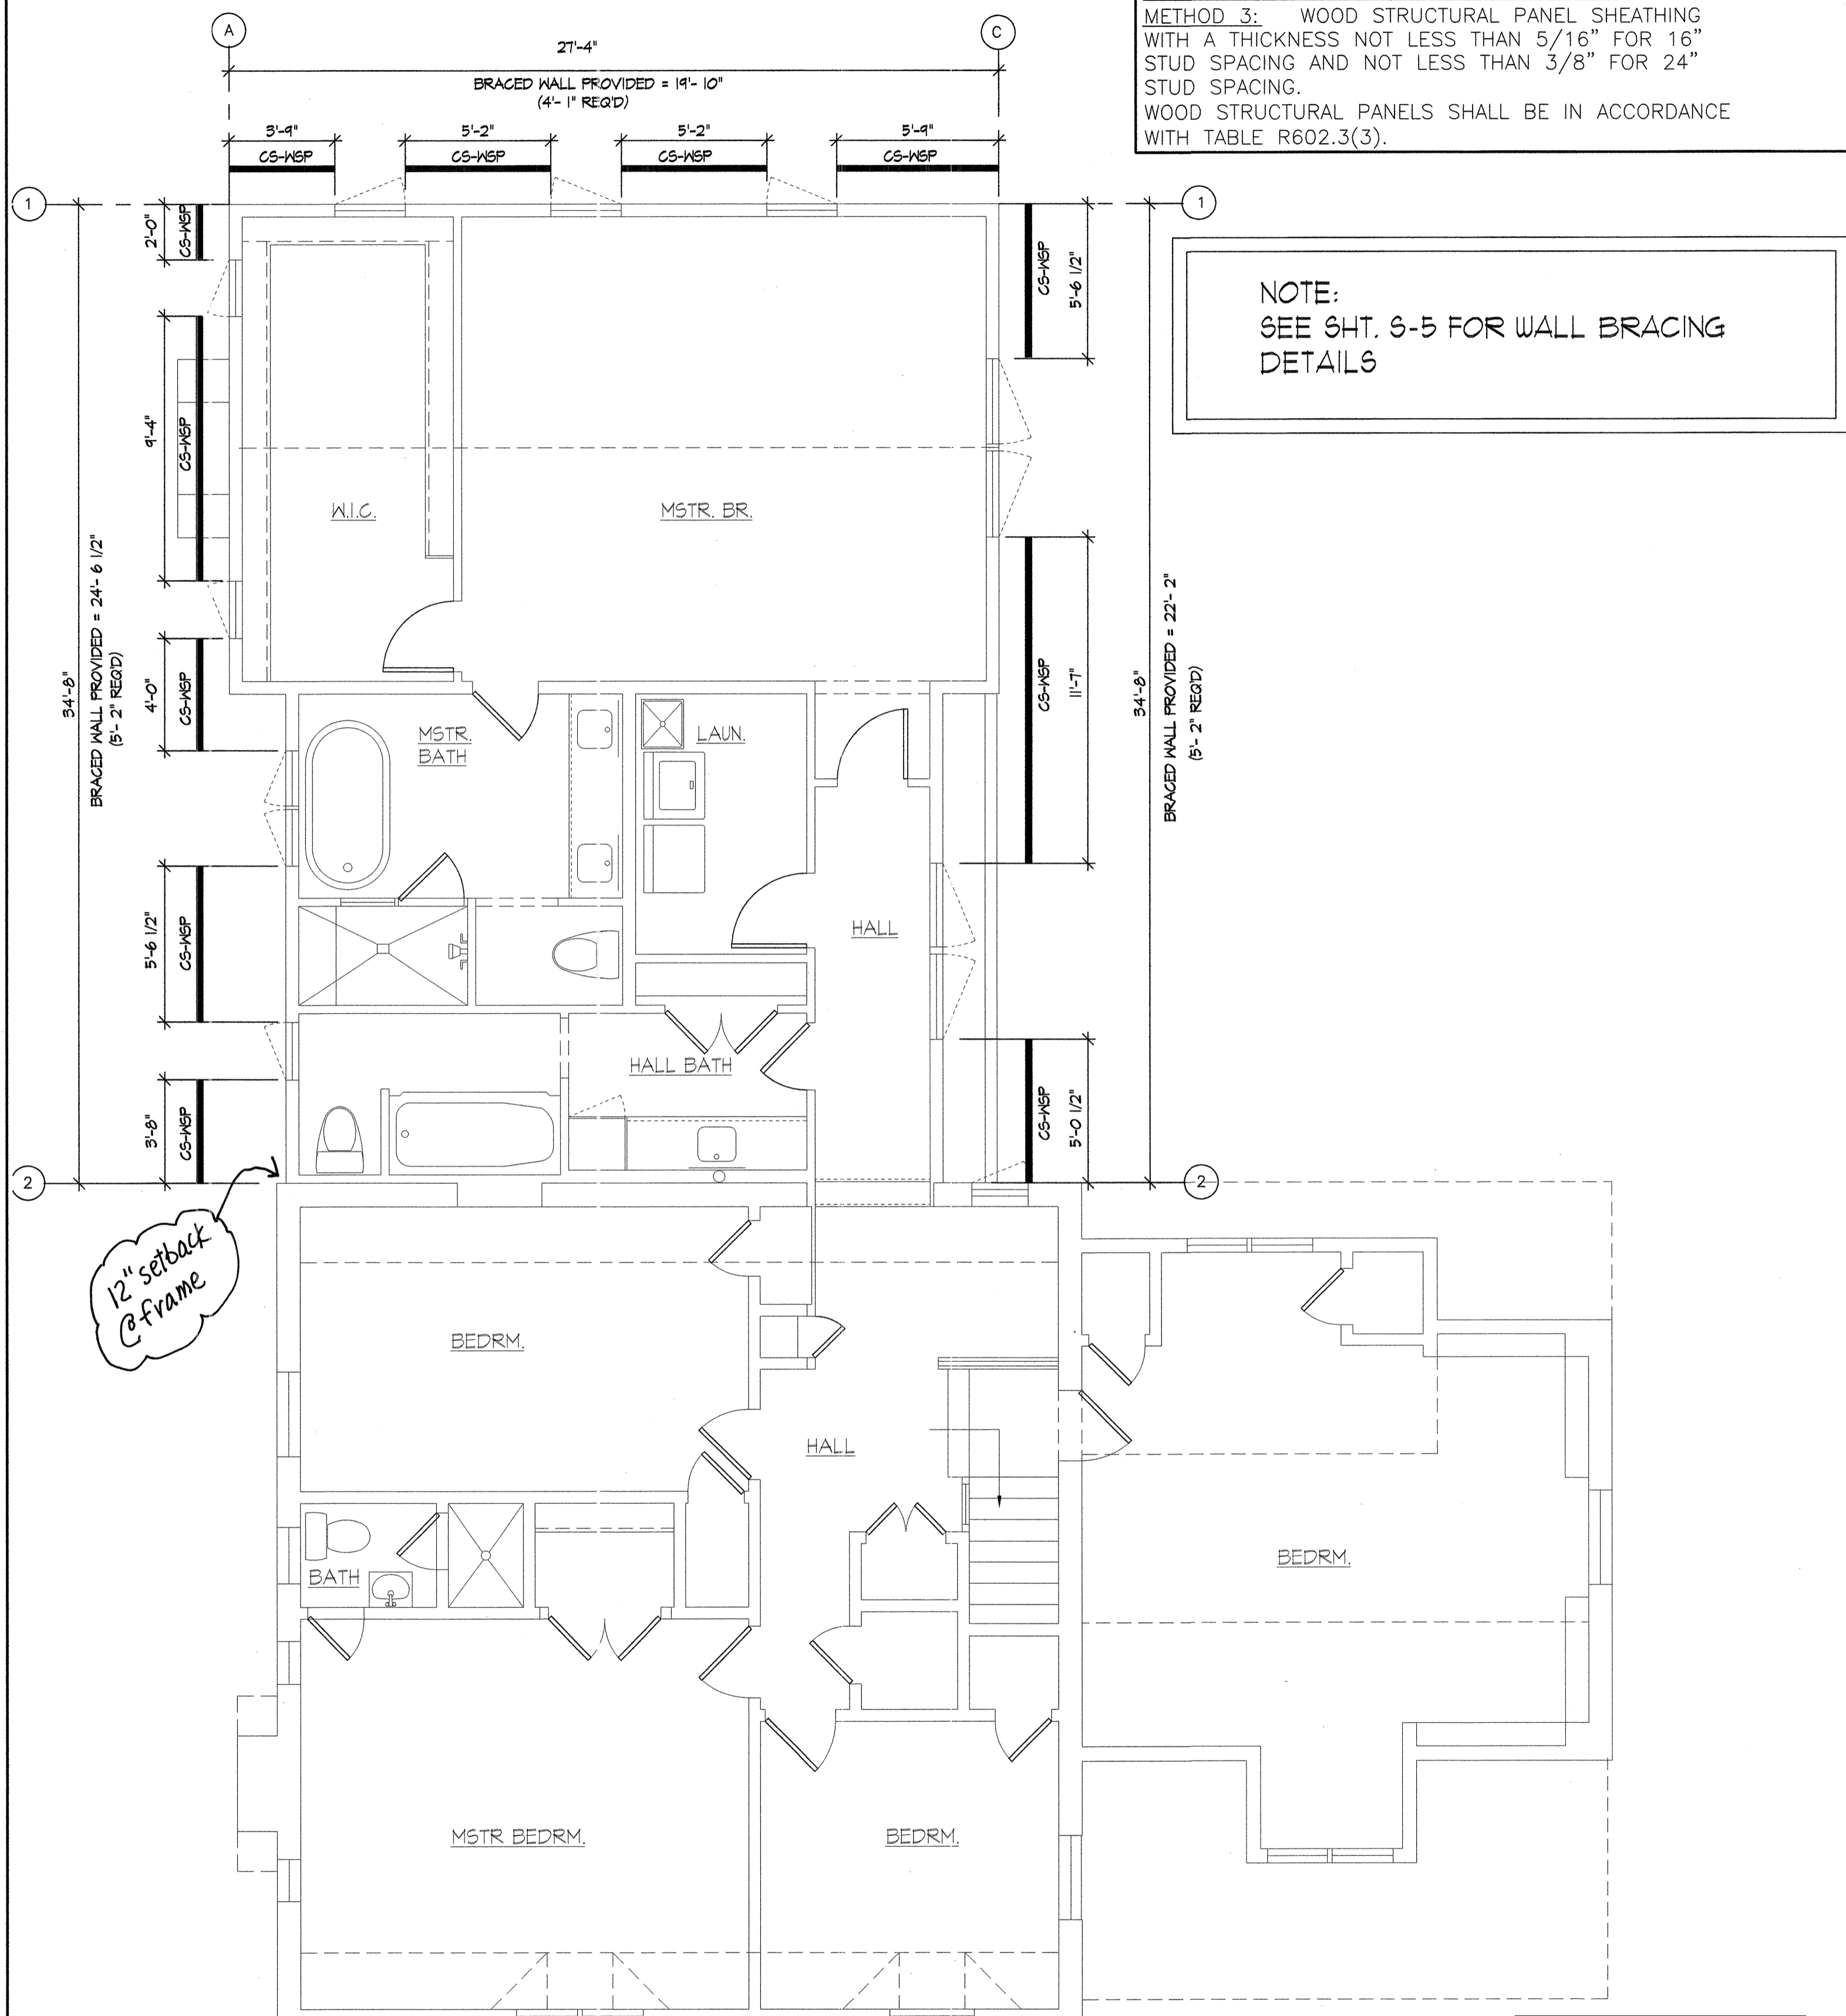 METHOD 3: WOOD STRUCTURAL PANEL SHEATHING
WITH A THICKNESS NOT LESS THAN 5/16" FOR 16"
STUD SPACING AND NOT LESS THAN 3/8" FOR 24"
STUD SPACING.
WOOD STRUCTURAL PANELS SHALL BE IN ACCORDANCE
WITH TABLE R602.3(3).
A
C
27'-4"
BRACED WALL PROVIDED = 19'- 10"
(4'- 1" REQ'D)
3'-9"
5'-2"
5'-2"
5'-9"
CS-WSP
CS-WSP
CS-WSP
CS-WSP
1
1
2'-0"
CS-WSP
CS-WSP
5'-6 1/2"
NOTE:
SEE SHT. S-5 FOR WALL BRACING
DETAILS
9'-4"
CS-WSP
W.I.C.
MSTR. BR.
34'-8"
BRACED WALL PROVIDED = 24'- 6 1/2"
(5'- 2" REQ'D)
4'-0"
CS-WSP
CS-WSP
11'-7"
34'-8"
BRACED WALL PROVIDED = 22'- 2"
(5'- 2" REQ'D)
MSTR.
BATH
LAUN.
5'-6 1/2"
CS-WSP
HALL
HALL BATH
3'-8"
CS-WSP
CS-WSP
5'-0 1/2"
2
2
12" setback
@ frame
BEDRM.
HALL
BATH
BEDRM.
MSTR BEDRM.
BEDRM.